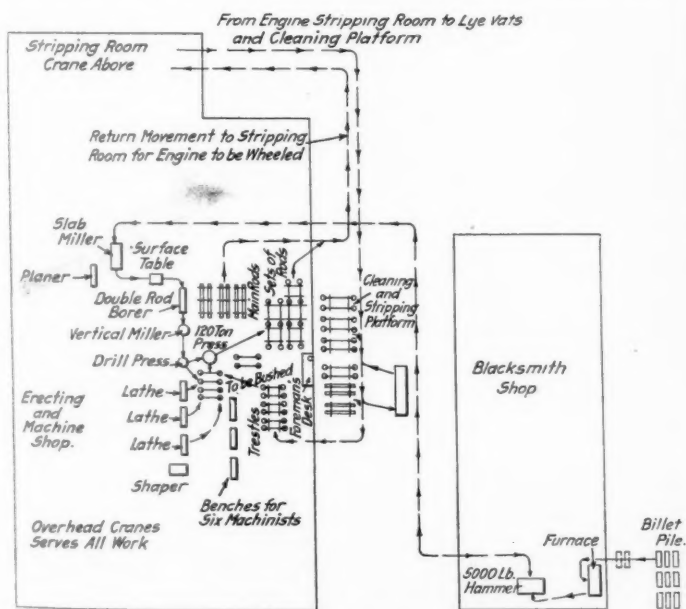 From Engine Stripping Room to Lye Vats
and Cleaning Platform
Stripping Room
Crane Above
Return Movement to Stripping
Room for Engine to be Wheeled
Slab
Miller
Surface
Table
Planer
Double Rod
Borer
Main Rods
Sets of
Rods
Cleaning
and
Stripping
Platform
Vertical Miller
120 Ton
Press
Drill Press
To be Bushed
Blacksmith
Shop
Erecting
and
Machine
Shop.
Lathe
Lathe
Lathe
Trestles
Foreman's
Desk
Shaper
Benches for
Six Machinists
Overhead Cranes
Serves All Work
5000 Lb.
Hammer
Furnace
Billet
Pile.